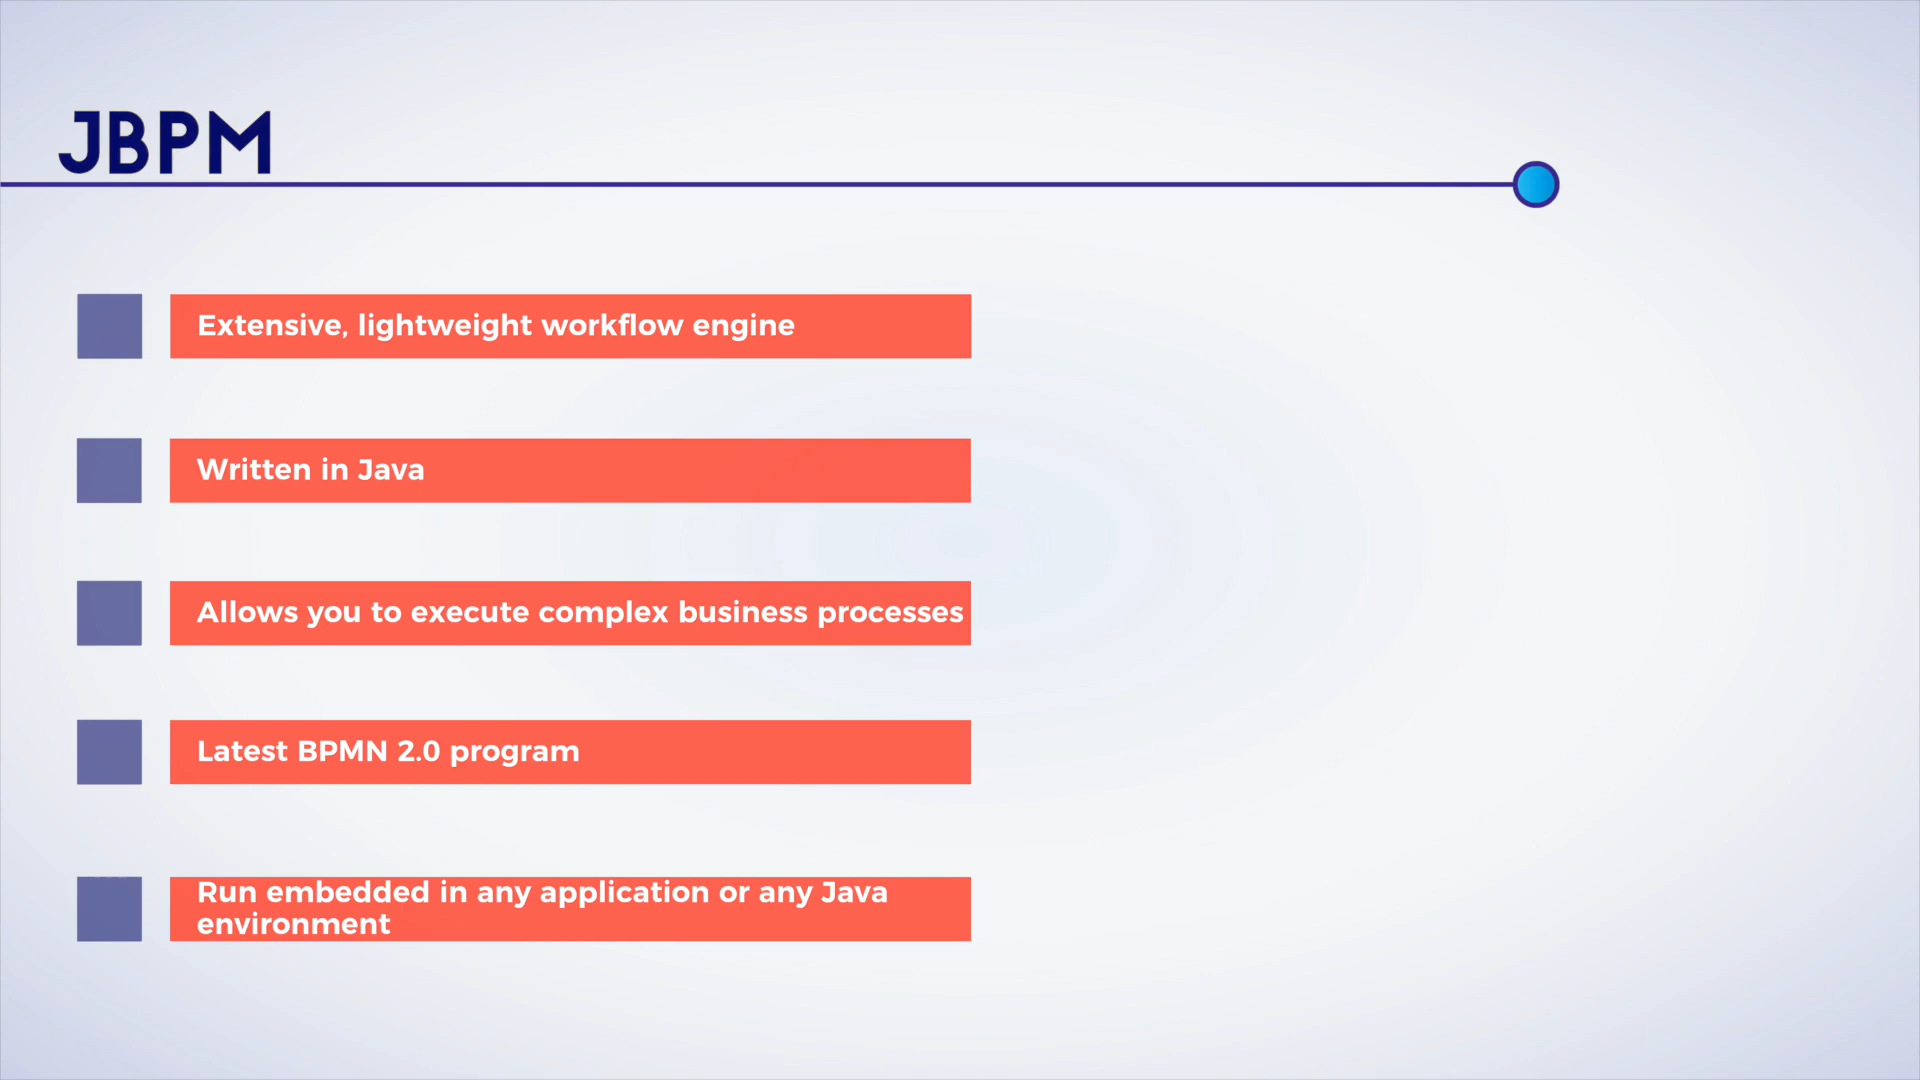 JBPM
Extensive, lightweight workflow engine
Written in Java
Allows you to execute complex business processes
Latest BPMN 2.0 program
Run embedded in any application or any Java
environment